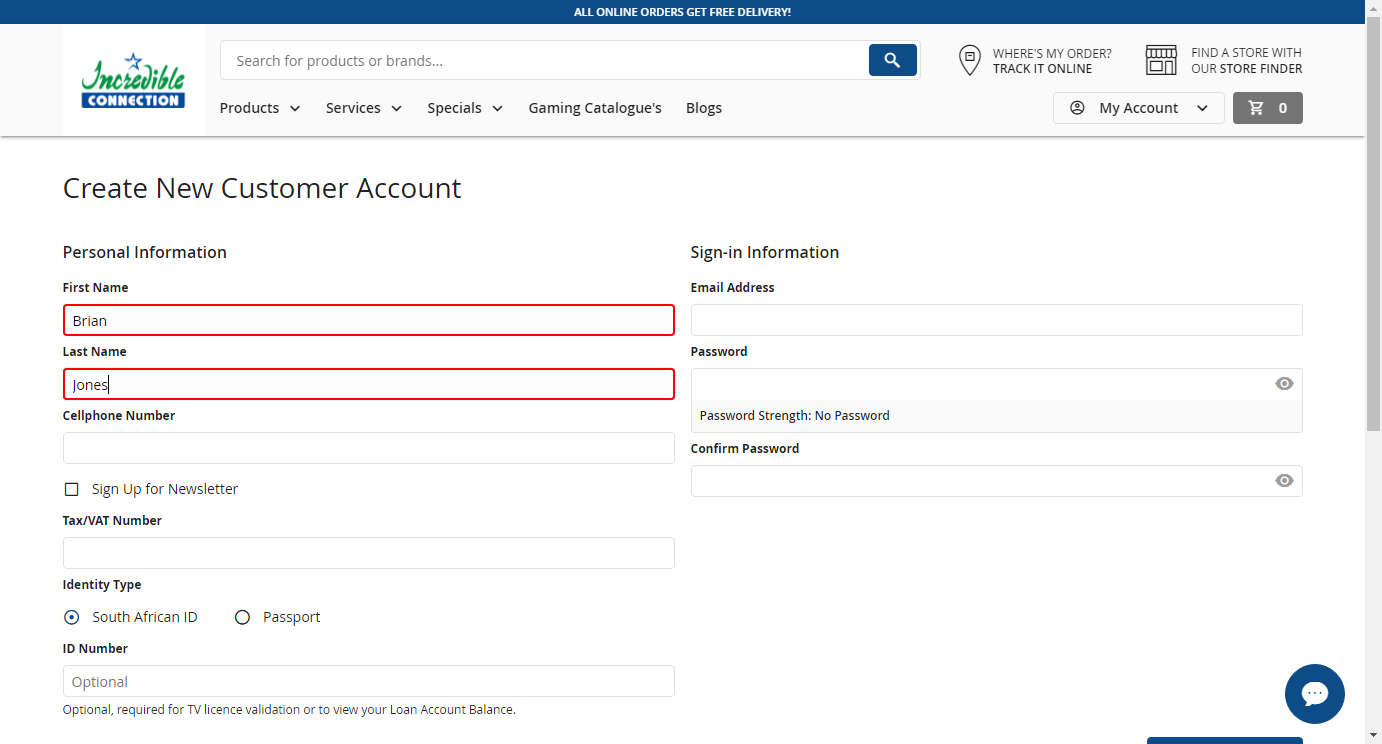 ALL ONLINE ORDERS GET FREE DELIVERY!
Incredible
CONNECTION
Search for products or brands...
WHERE'S MY ORDER?
TRACK IT ONLINE
FIND A STORE WITH
OUR STORE FINDER
Products
Services
Specials
Gaming Catalogue's
Blogs
My Account
0
Create New Customer Account
Personal Information
First Name
Brian
Last Name
Jones
Cellphone Number
Sign Up for Newsletter
Tax/VAT Number
Identity Type
South African ID
Passport
ID Number
Optional
Optional, required for TV licence validation or to view your Loan Account Balance.
Sign-in Information
Email Address
Password
Password Strength: No Password
Confirm Password